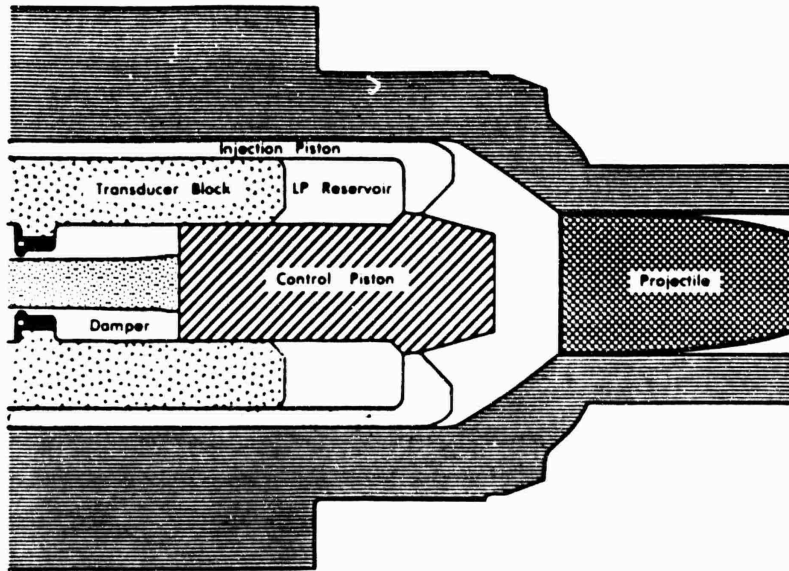 Injection Piston
Transducer Block
LP Reservoir
Control Piston
Projectile
Damper